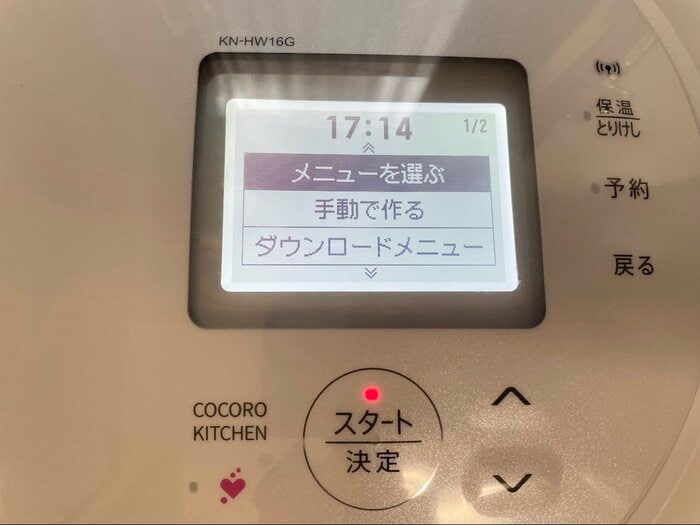 KN-HW16G
17:14 1/2
メニューを選ぶ
手動で作る
ダウンロードメニュー
保温
とりけし
予約
戻る
COCORO
KITCHEN
スタート
決定